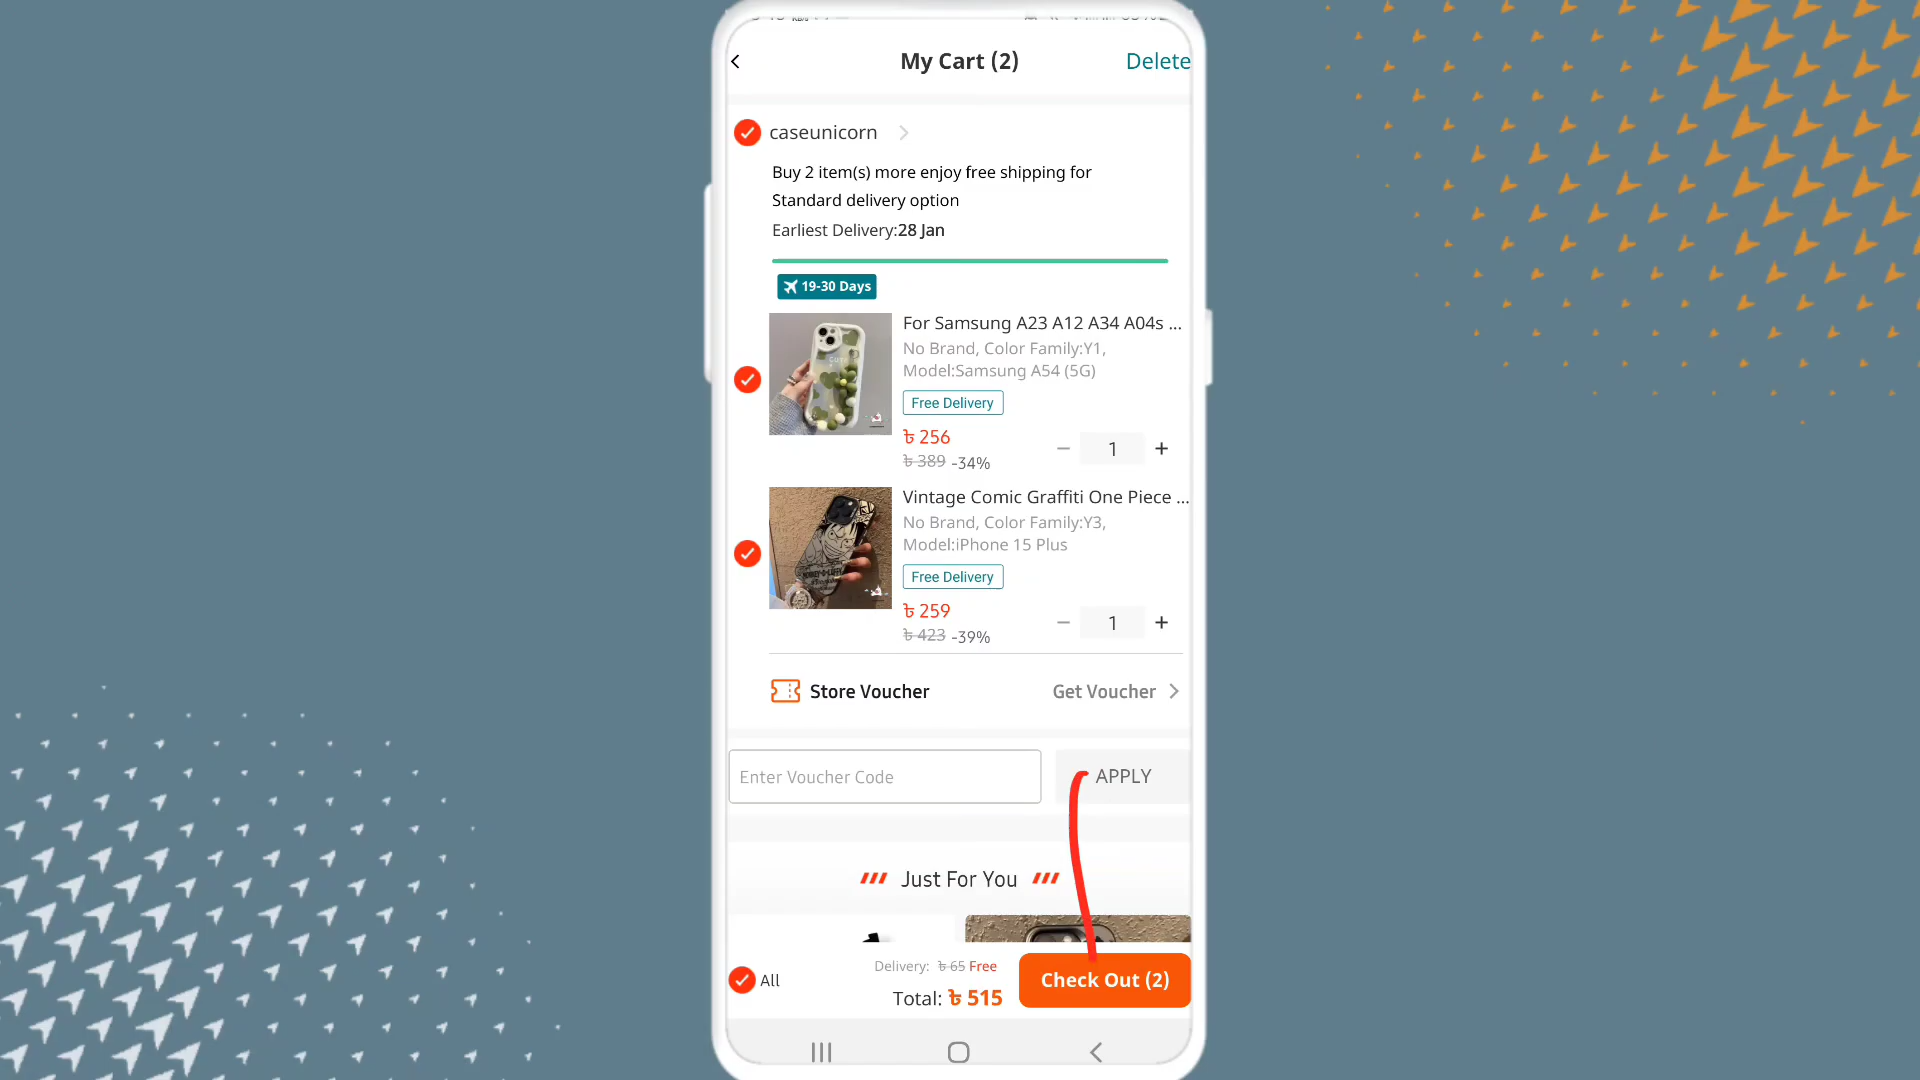 My Cart (2)
Delete
caseunicorn
Buy 2 item(s) more enjoy free shipping for
Standard delivery option
Earliest Delivery:28 Jan
19-30 Days
For Samsung A23 A12 A34 A04s ...
No Brand, Color Family:Y1,
Model:Samsung A54 (5G)
Free Delivery
৳ 256
৳ 389 -34%
1
Vintage Comic Graffiti One Piece ...
No Brand, Color Family:Y3,
Model:iPhone 15 Plus
Free Delivery
৳ 259
৳ 423 -39%
1
Store Voucher
Get Voucher
Enter Voucher Code
APPLY
Just For You
All
Delivery: ৳ 65 Free
Total: ৳ 515
Check Out (2)